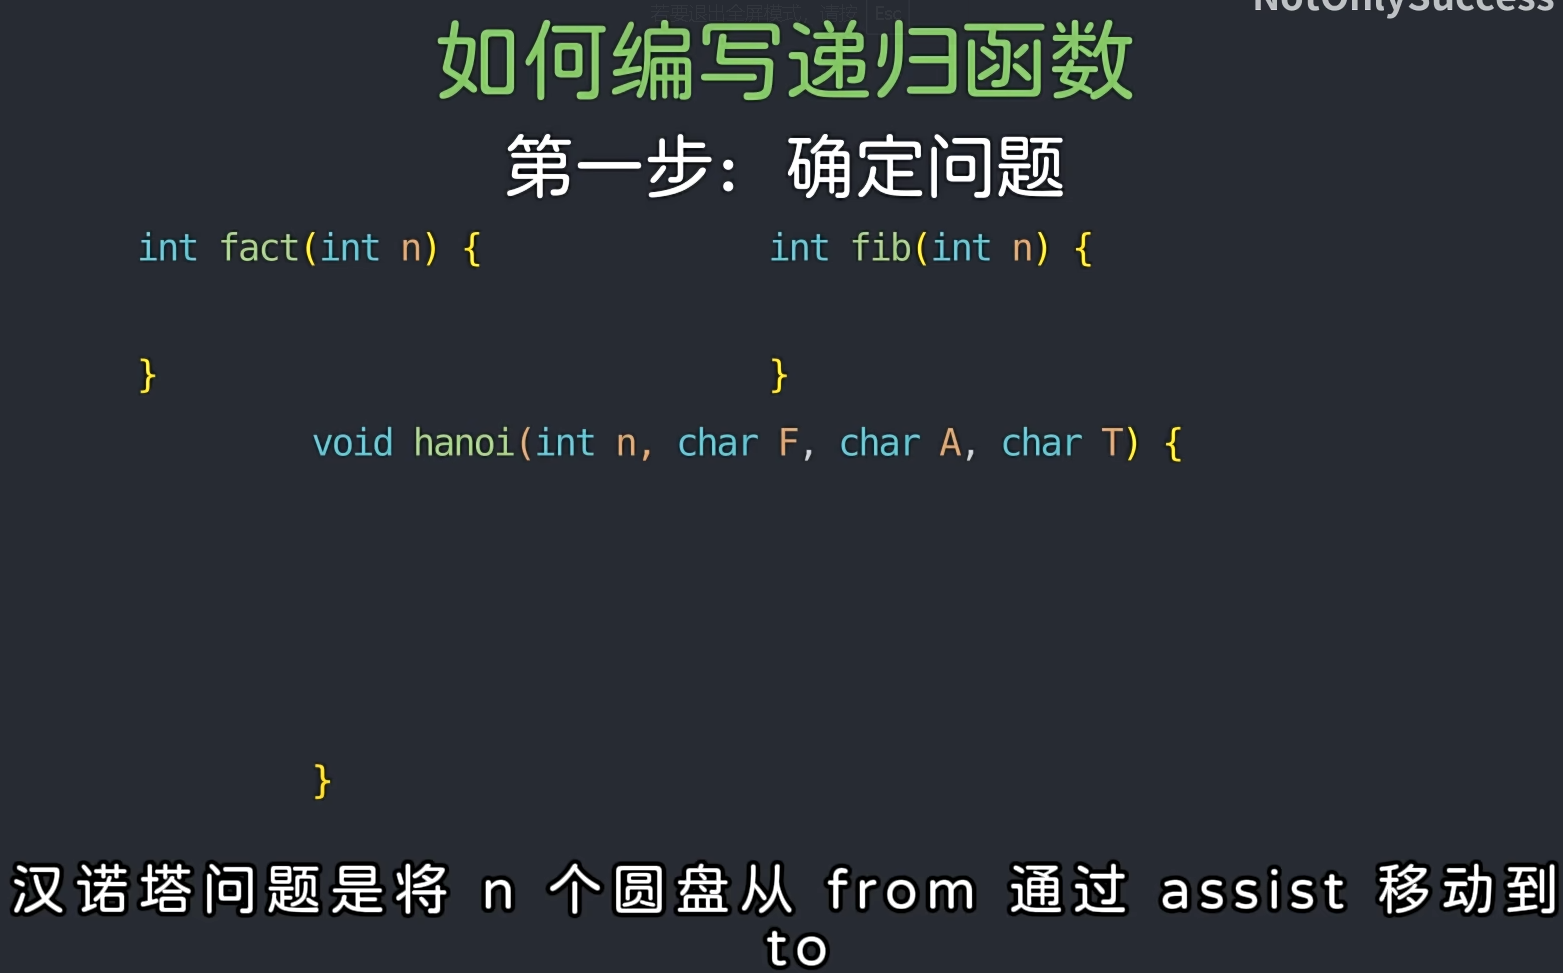 NotOnlySuccess
若要退出全屏模式，请按 Esc
如何编写递归函数
第一步：确定问题
int fact(int n) {
}
int fib(int n) {
}
void hanoi(int n, char F, char A, char T) {
}
汉诺塔问题是将 n 个圆盘从 from 通过 assist 移动到
to